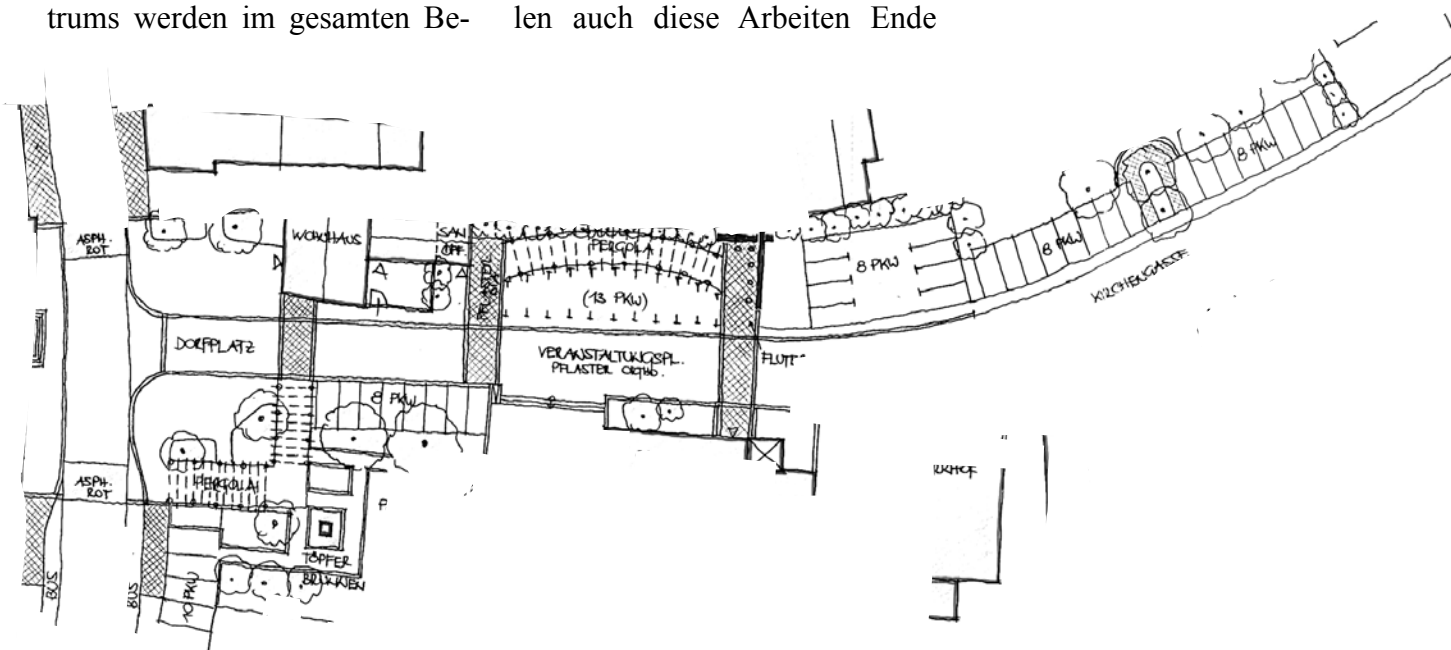 trums werden im gesamten Be-
len auch diese Arbeiten Ende
8 PKW
8 PKW
8 PKW
KIRCHENGASSE
ASPH.
ROT
WOHNHAUS
SAN
PERGOLA
(13 PKW)
DORFPLATZ
VERANSTALTUNGSPL.
PFLASTER ORTHO.
FLUTT
8 PKW
PERGOLA
ASPH.
ROT
P
TÖPFER
BRUNNEN
BUS
BUS
10 PKW